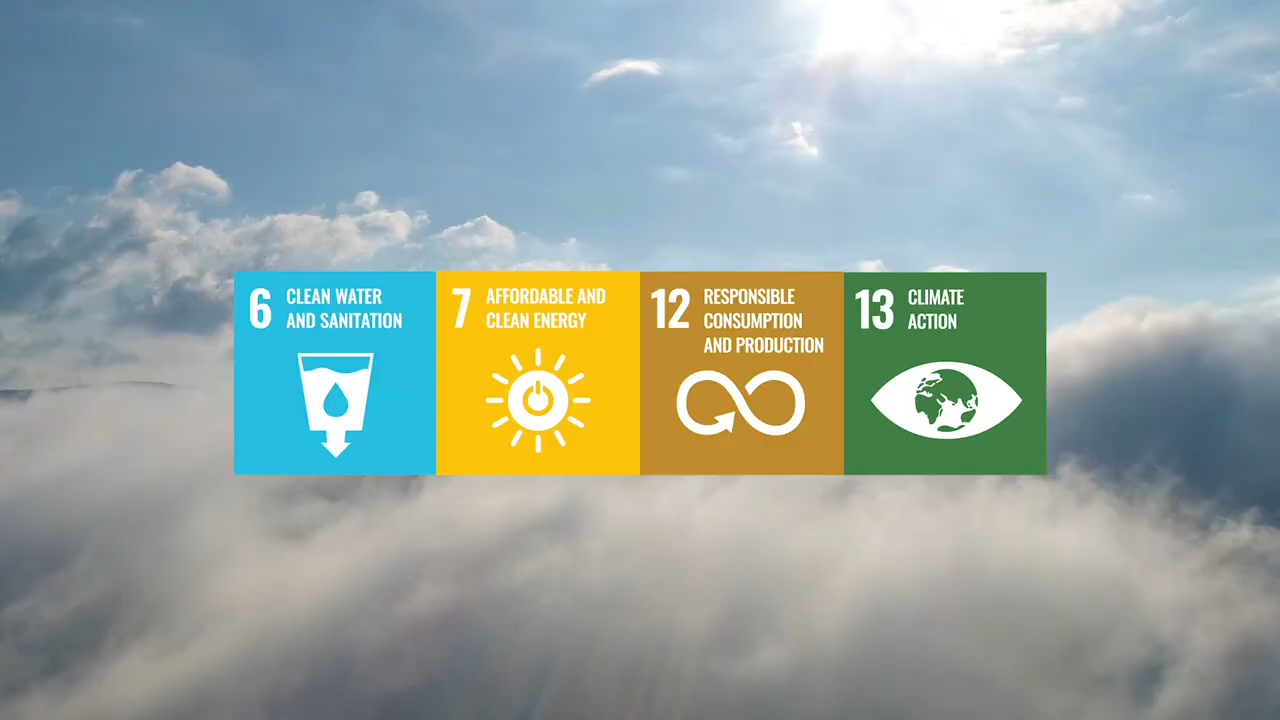 6
CLEAN WATER
AND SANITATION
7
AFFORDABLE AND
CLEAN ENERGY
12
RESPONSIBLE
CONSUMPTION
AND PRODUCTION
13
CLIMATE
ACTION